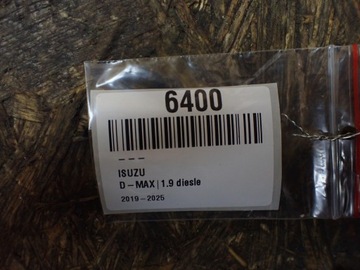 6400
– – –
ISUZU
D – MAX | 1.9 diesle
2019 – 2025